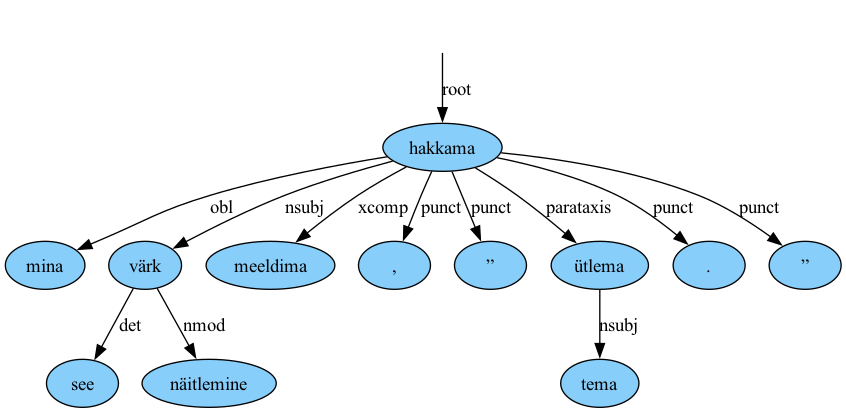 root
hakkama
obl nsubj xcomp punct punct parataxis punct punct
mina värk meeldima , ” ütlema . ”
det nmod nsubj
see näitlemine tema